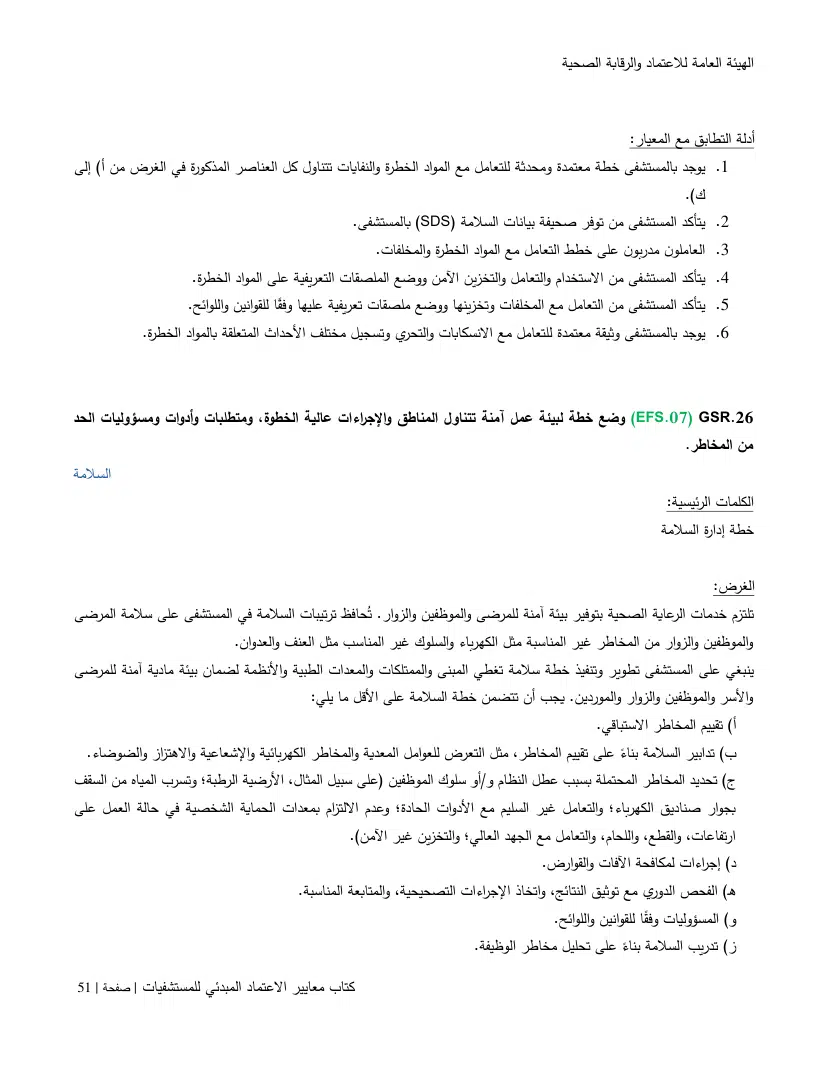 الهيئة العامة للاعتماد والرقابة الصحية
أدلة التطابق مع المعيار:
1. يوجد بالمستشفى خطة معتمدة ومحدثة للتعامل مع المواد الخطرة والنفايات تتناول كل العناصر المذكورة في الغرض من أ) إلى
ك).
2. يتأكد المستشفى من توفر صحيفة بيانات السلامة (SDS) بالمستشفى.
3. العاملون مدربون على خطط التعامل مع المواد الخطرة والمخلفات.
4. يتأكد المستشفى من الاستخدام والتعامل والتخزين الآمن ووضع الملصقات التعريفية على المواد الخطرة.
5. يتأكد المستشفى من التعامل مع المخلفات وتخزينها ووضع ملصقات تعريفية عليها وفقًا للقوانين واللوائح.
6. يوجد بالمستشفى وثيقة معتمدة للتعامل مع الانسكابات والتحري وتسجيل مختلف الأحداث المتعلقة بالمواد الخطرة.
GSR.26 (EFS.07) وضع خطة لبيئة عمل آمنة تتناول المناطق والإجراءات عالية الخطوة، ومتطلبات وأدوات ومسؤوليات الحد
من المخاطر.
السلامة
الكلمات الرئيسية:
خطة إدارة السلامة
الغرض:
تلتزم خدمات الرعاية الصحية بتوفير بيئة آمنة للمرضى والموظفين والزوار. تُحافظ ترتيبات السلامة في المستشفى على سلامة المرضى
والموظفين والزوار من المخاطر غير المناسبة مثل الكهرباء والسلوك غير المناسب مثل العنف والعدوان.
ينبغي على المستشفى تطوير وتنفيذ خطة سلامة تغطي المبنى والممتلكات والمعدات الطبية والأنظمة لضمان بيئة مادية آمنة للمرضى
والأسر والموظفين والزوار والموردين. يجب أن تتضمن خطة السلامة على الأقل ما يلي:
أ) تقييم المخاطر الاستباقي.
ب) تدابير السلامة بناءً على تقييم المخاطر، مثل التعرض للعوامل المعدية والمخاطر الكهربائية والإشعاعية والاهتزاز والضوضاء.
ج) تحديد المخاطر المحتملة بسبب عطل النظام و/أو سلوك الموظفين (على سبيل المثال، الأرضية الرطبة؛ وتسرب المياه من السقف
بجوار صناديق الكهرباء؛ والتعامل غير السليم مع الأدوات الحادة؛ وعدم الالتزام بمعدات الحماية الشخصية في حالة العمل على
ارتفاعات، والقطع، واللحام، والتعامل مع الجهد العالي؛ والتخزين غير الآمن).
د) إجراءات لمكافحة الآفات والقوارض.
ه) الفحص الدوري مع توثيق النتائج، واتخاذ الإجراءات التصحيحية، والمتابعة المناسبة.
و) المسؤوليات وفقًا للقوانين واللوائح.
ز) تدريب السلامة بناءً على تحليل مخاطر الوظيفة.
كتاب معايير الاعتماد المبدئي للمستشفيات | صفحة | 51